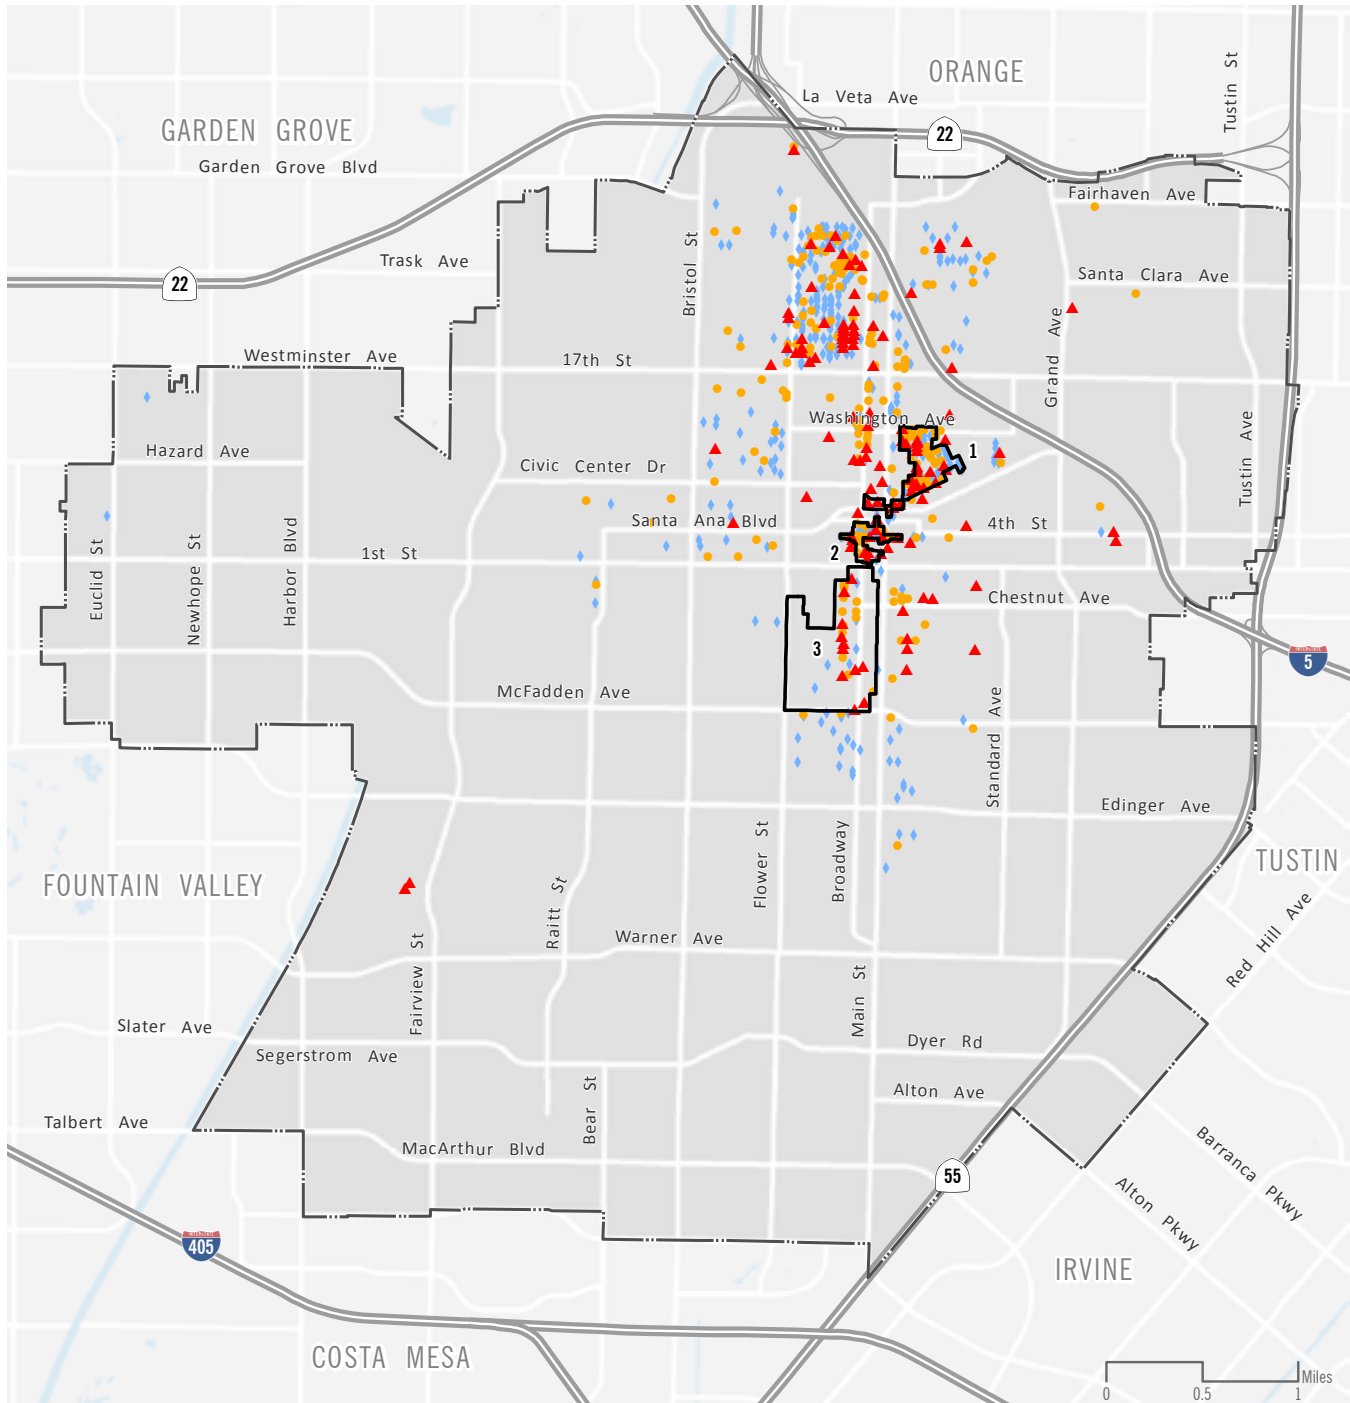 ORANGE
Tustin St
La Veta Ave
GARDEN GROVE
22
Garden Grove Blvd
Fairhaven Ave
Bristol St
Trask Ave
Santa Clara Ave
22
Grand Ave
Westminster Ave
17th St
Washington Ave
Tustin Ave
Hazard Ave
1
Civic Center Dr
Santa Ana Blvd
4th St
Euclid St
Newhope St
Harbor Blvd
1st St
2
Chestnut Ave
3
5
McFadden Ave
Standard Ave
Edinger Ave
Flower St
Broadway
TUSTIN
FOUNTAIN VALLEY
Raitt St
Red Hill Ave
Fairview St
Warner Ave
Main St
Slater Ave
Segerstrom Ave
Dyer Rd
Bear St
Alton Ave
Talbert Ave
MacArthur Blvd
Barranca Pkwy
55
Alton Pkwy
405
IRVINE
COSTA MESA
Miles
0 0.5 1